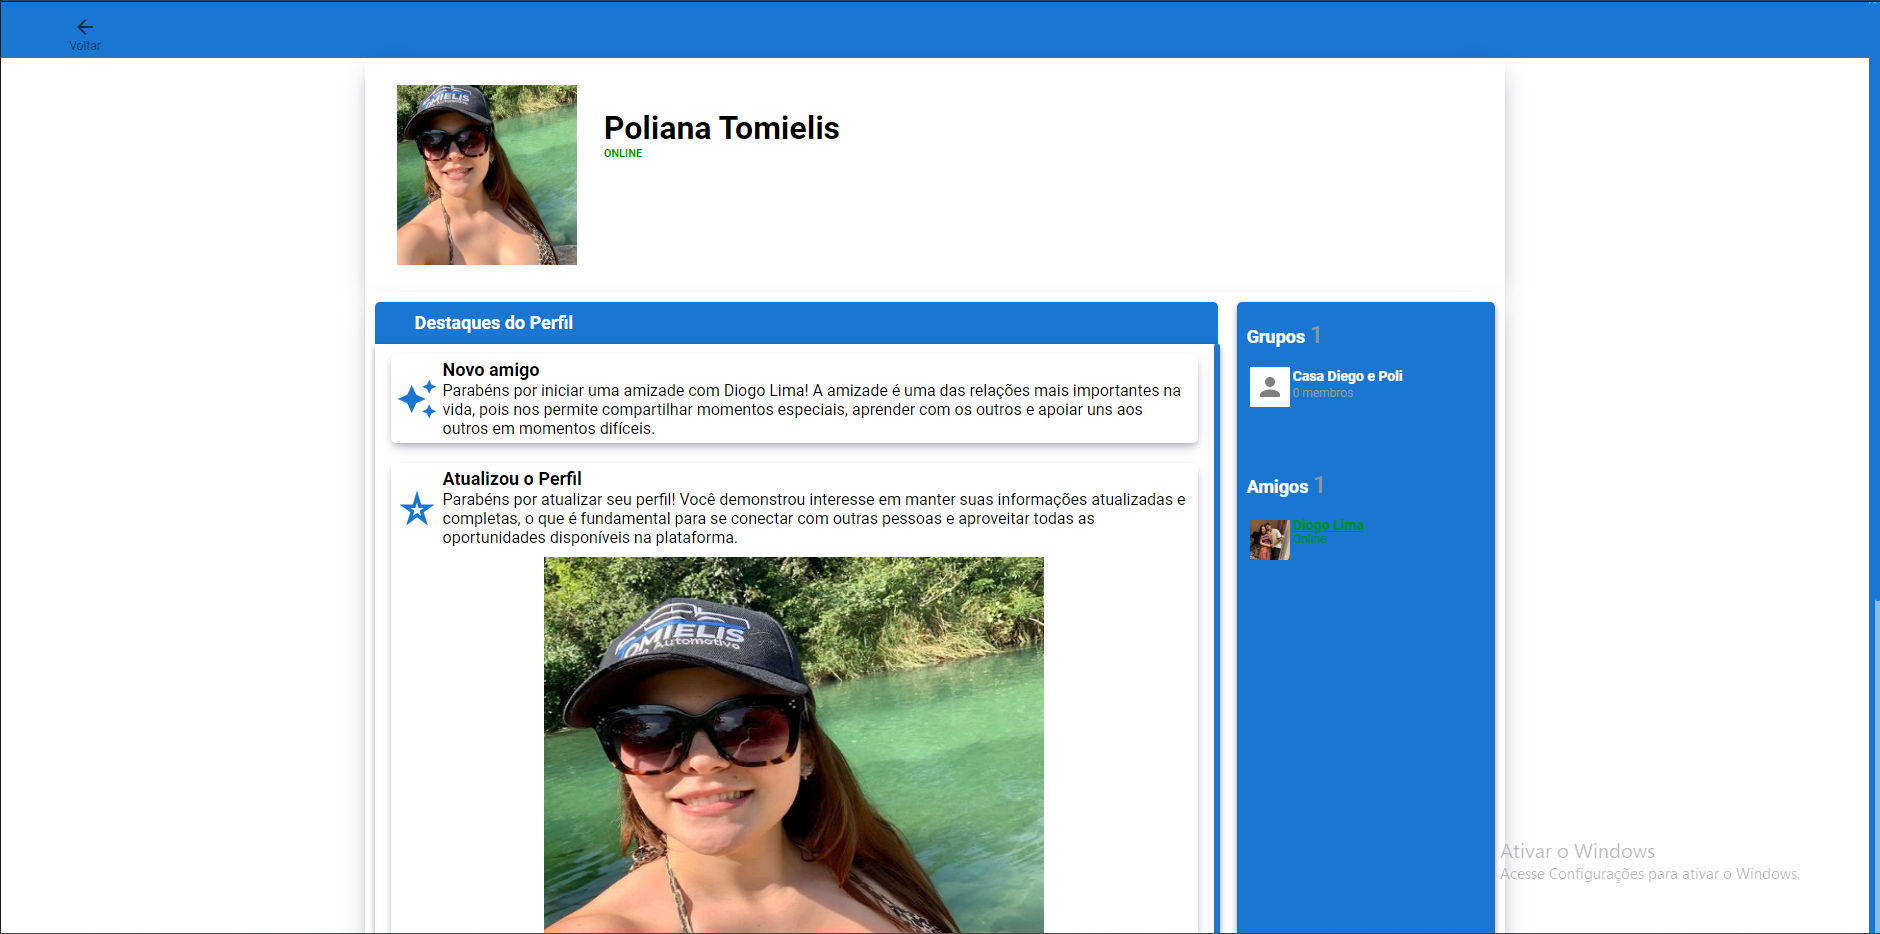 Voltar
OMIELIS
Poliana Tomielis
ONLINE
Destaques do Perfil
Novo amigo
Parabéns por iniciar uma amizade com Diogo Lima! A amizade é uma das relações mais importantes na
vida, pois nos permite compartilhar momentos especiais, aprender com os outros e apoiar uns aos
outros em momentos difíceis.
Atualizou o Perfil
Parabéns por atualizar seu perfil! Você demonstrou interesse em manter suas informações atualizadas e
completas, o que é fundamental para se conectar com outras pessoas e aproveitar todas as
oportunidades disponíveis na plataforma.
OMIELIS
Automotivo
Grupos 1
Casa Diego e Poli
0 membros
Amigos 1
Diogo Lima
Online
Ativar o Windows
Acesse Configurações para ativar o Windows.